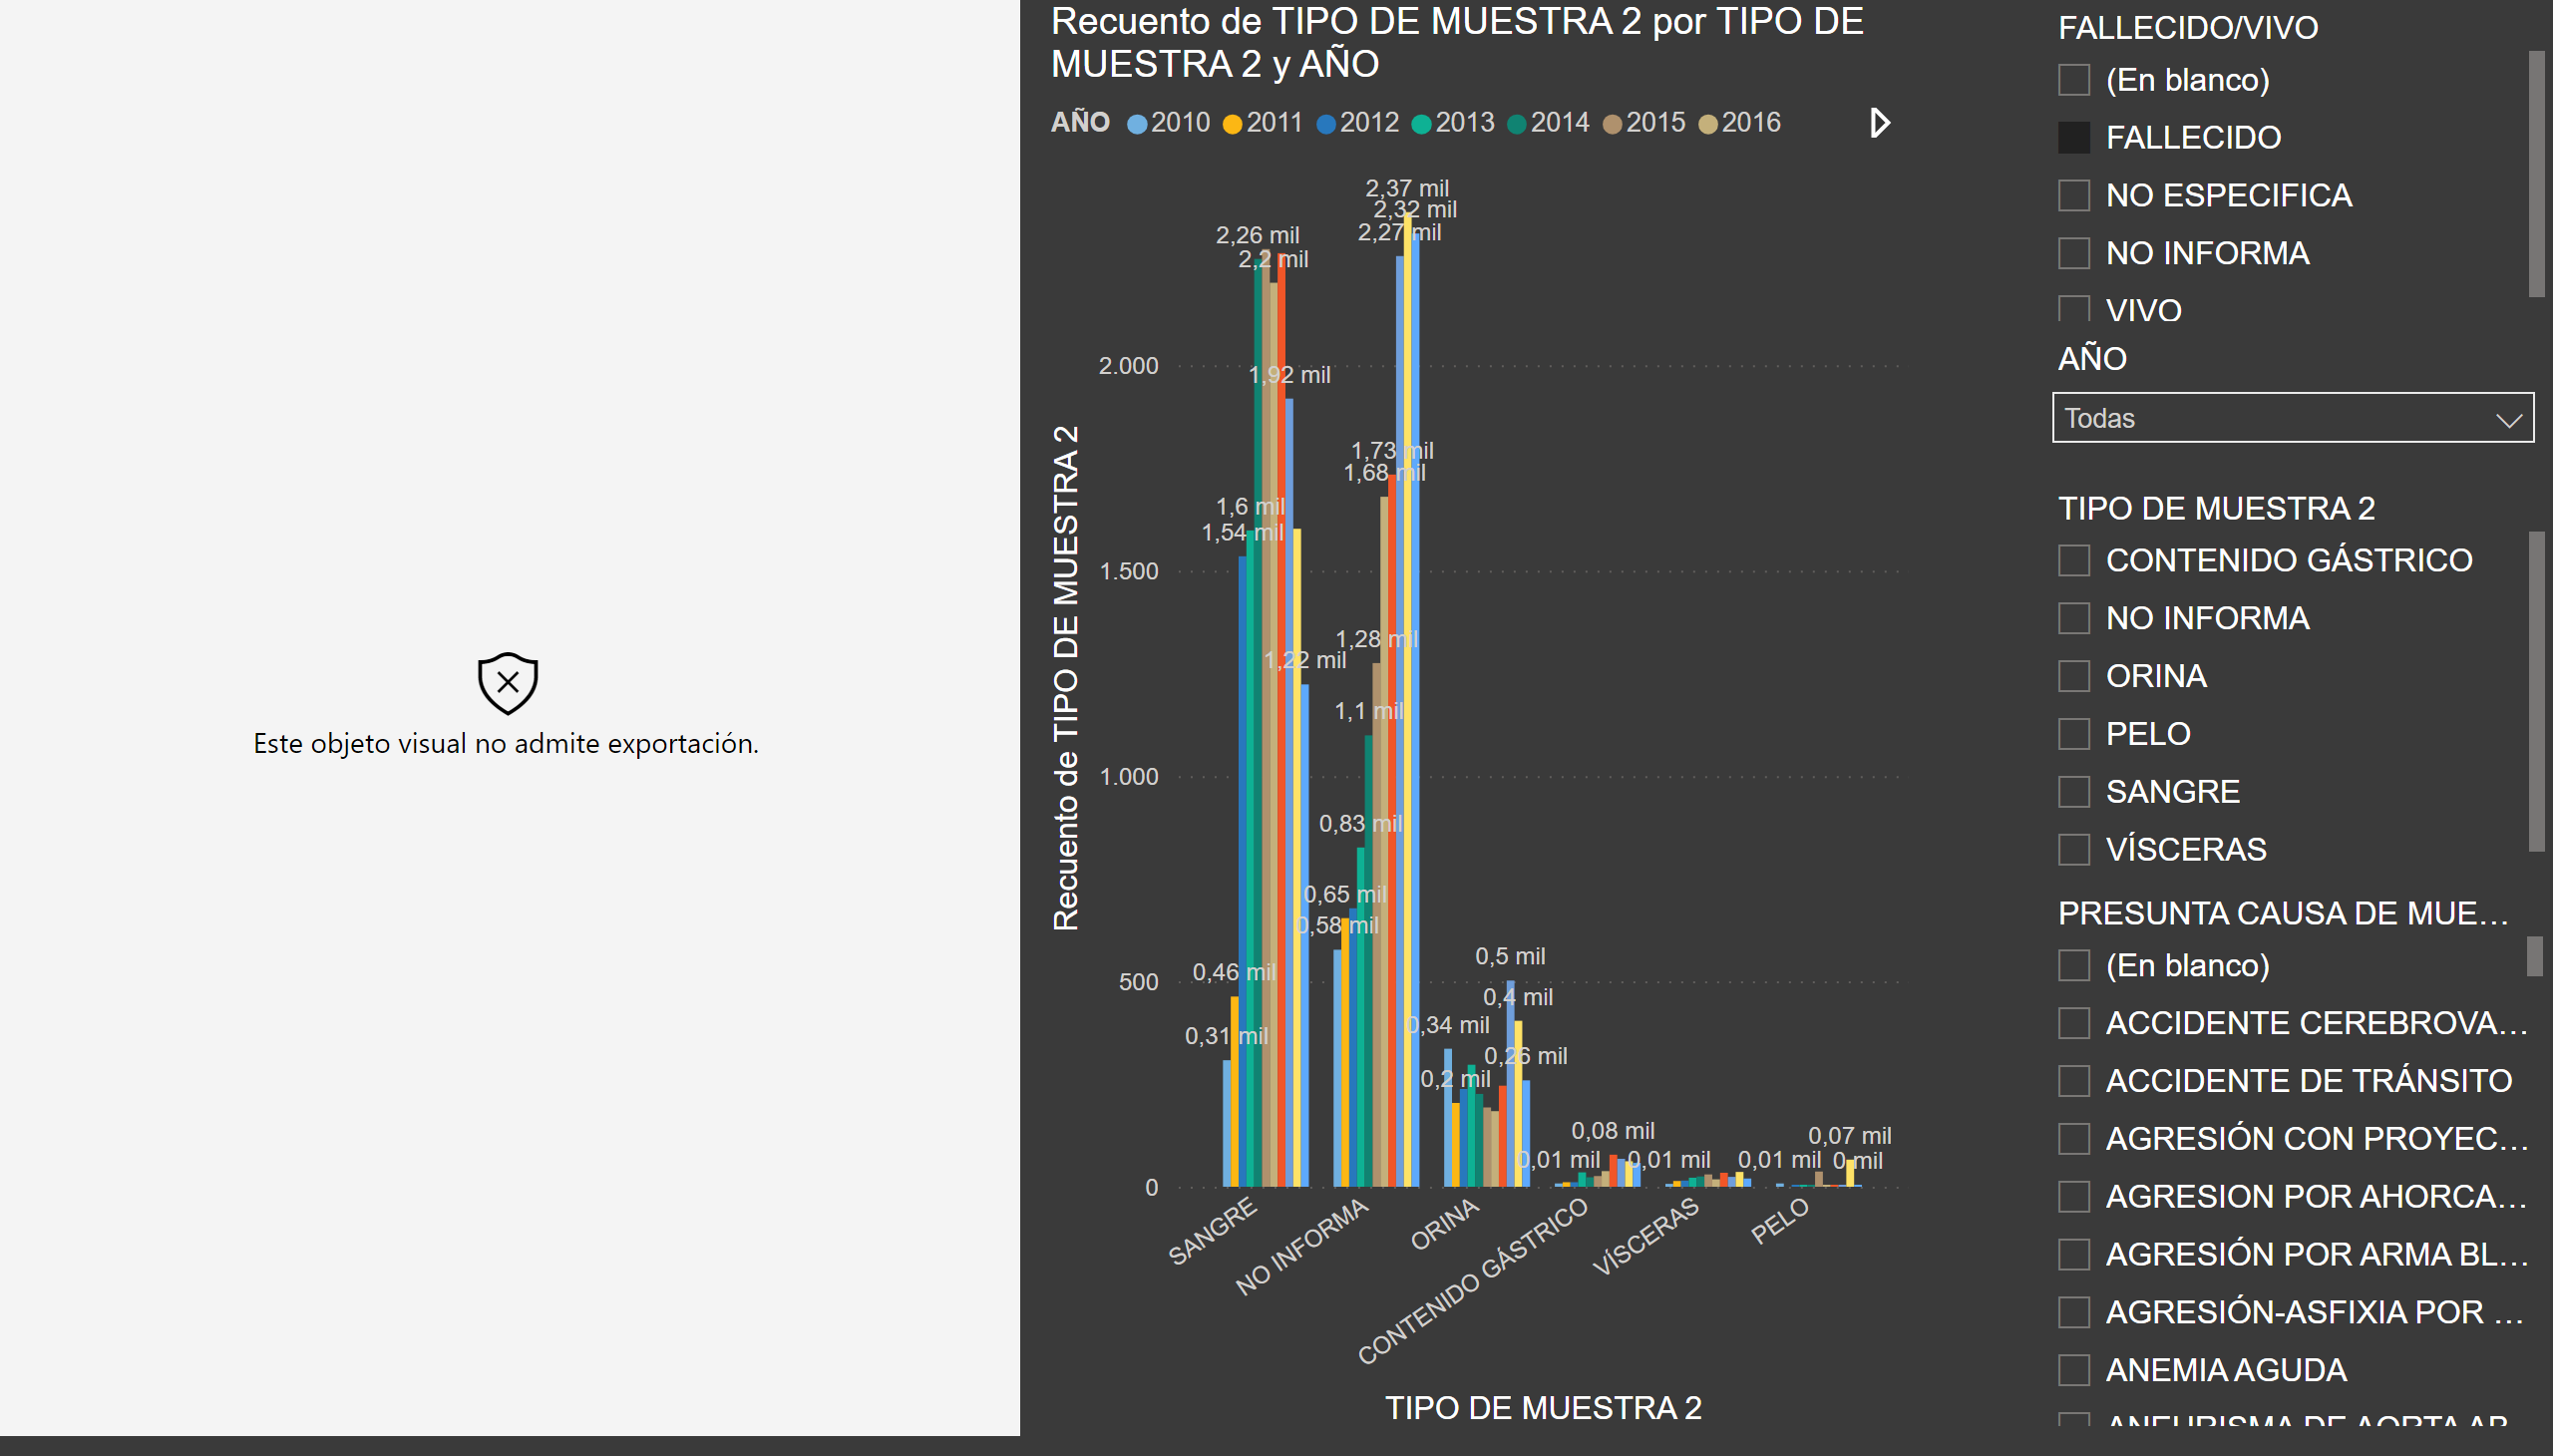 Este objeto visual no admite exportación.
Recuento de TIPO DE MUESTRA 2 por TIPO DE
MUESTRA 2 y AÑO
AÑO 2010 2011 2012 2013 2014 2015 2016
2,37 mil
2,32 mil
2,27 mil
2,26 mil
2,2 mil
2.000
1,92 mil
1,73 mil
1,68 mil
1,6 mil
1,54 mil
1.500
1,28 mil
1,22 mil
1,1 mil
1.000
0,83 mil
0,65 mil
0,58 mil
0,5 mil
0,46 mil
500
0,4 mil
0,34 mil
0,31 mil
0,26 mil
0,2 mil
0,08 mil
0,07 mil
0,01 mil
0,01 mil
0,01 mil
0 mil
0
Recuento de TIPO DE MUESTRA 2
SANGRE
NO INFORMA
ORINA
CONTENIDO GÁSTRICO
VÍSCERAS
PELO
TIPO DE MUESTRA 2
FALLECIDO/VIVO
(En blanco)
FALLECIDO
NO ESPECIFICA
NO INFORMA
VIVO
AÑO
Todas
TIPO DE MUESTRA 2
CONTENIDO GÁSTRICO
NO INFORMA
ORINA
PELO
SANGRE
VÍSCERAS
PRESUNTA CAUSA DE MUE...
(En blanco)
ACCIDENTE CEREBROVA...
ACCIDENTE DE TRÁNSITO
AGRESIÓN CON PROYEC...
AGRESION POR AHORCA...
AGRESIÓN POR ARMA BL...
AGRESIÓN-ASFIXIA POR ...
ANEMIA AGUDA
ANEURISMA DE AORTA AB